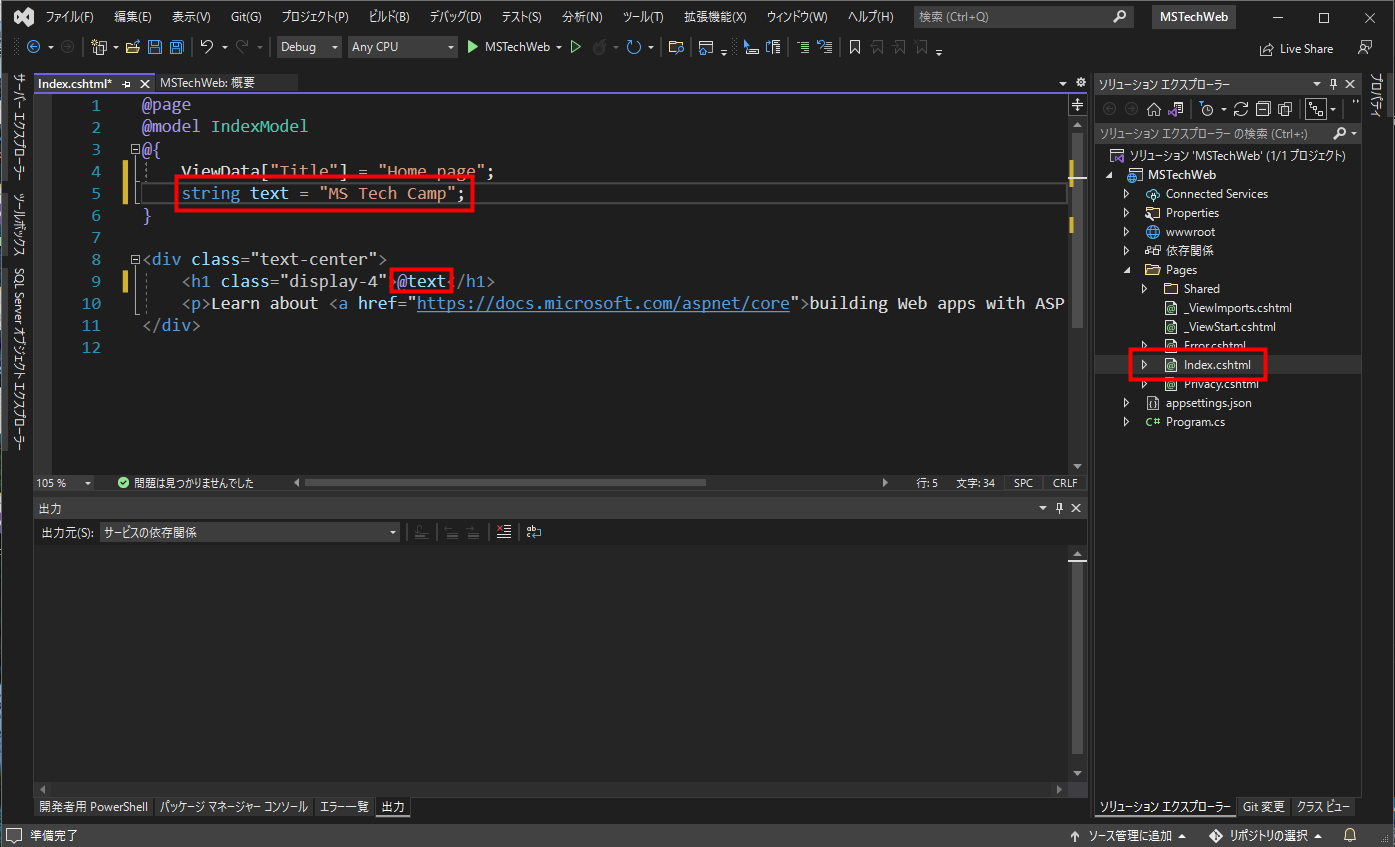 ファイル(F) 編集(E) 表示(V) Git(G) プロジェクト(P) ビルド(B) デバッグ(D) テスト(S) 分析(N) ツール(T) 拡張機能(X) ウィンドウ(W) ヘルプ(H) 検索 (Ctrl+Q) MSTechWeb
Debug Any CPU MSTechWeb Live Share
サーバー エクスプローラー
ツールボックス
SQL Server オブジェクト エクスプローラー
Index.cshtml* MSTechWeb: 概要
1 @page
2 @model IndexModel
3 @{
4 ViewData["Title"] = "Home page";
5 string text = "MS Tech Camp";
6 }
7
8 <div class="text-center">
9 <h1 class="display-4">@text</h1>
10 <p>Learn about <a href="https://docs.microsoft.com/aspnet/core">building Web apps with ASP
11 </div>
12
105 % 問題は見つかりませんでした 行: 5 文字: 34 SPC CRLF
出力
出力元(S): サービスの依存関係
開発者用 PowerShell パッケージ マネージャー コンソール エラー一覧 出力
ソリューション エクスプローラー
ソリューション エクスプローラー の検索 (Ctrl+:)
ソリューション 'MSTechWeb' (1/1 プロジェクト)
MSTechWeb
Connected Services
Properties
wwwroot
依存関係
Pages
Shared
_ViewImports.cshtml
_ViewStart.cshtml
Error.cshtml
Index.cshtml
Privacy.cshtml
appsettings.json
C# Program.cs
ソリューション エクスプローラー Git 変更 クラス ビュー
プロパティ
準備完了 ソース管理に追加 リポジトリの選択